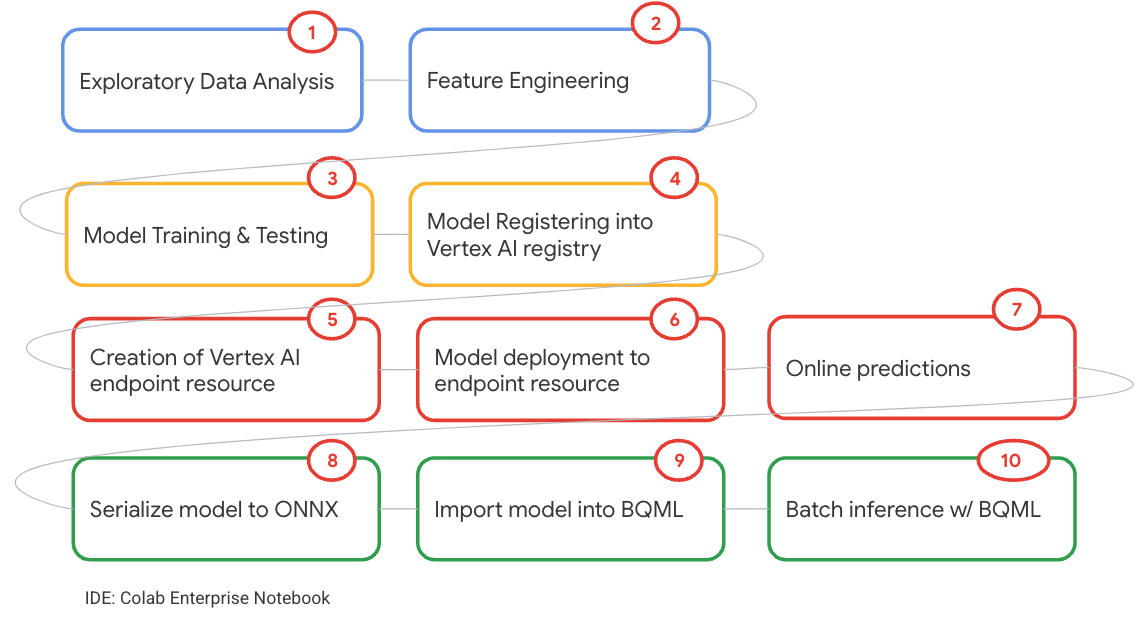 1
Exploratory Data Analysis
2
Feature Engineering
3
Model Training & Testing
4
Model Registering into
Vertex AI registry
5
Creation of Vertex AI
endpoint resource
6
Model deployment to
endpoint resource
7
Online predictions
8
Serialize model to ONNX
9
Import model into BQML
10
Batch inference w/ BQML
IDE: Colab Enterprise Notebook